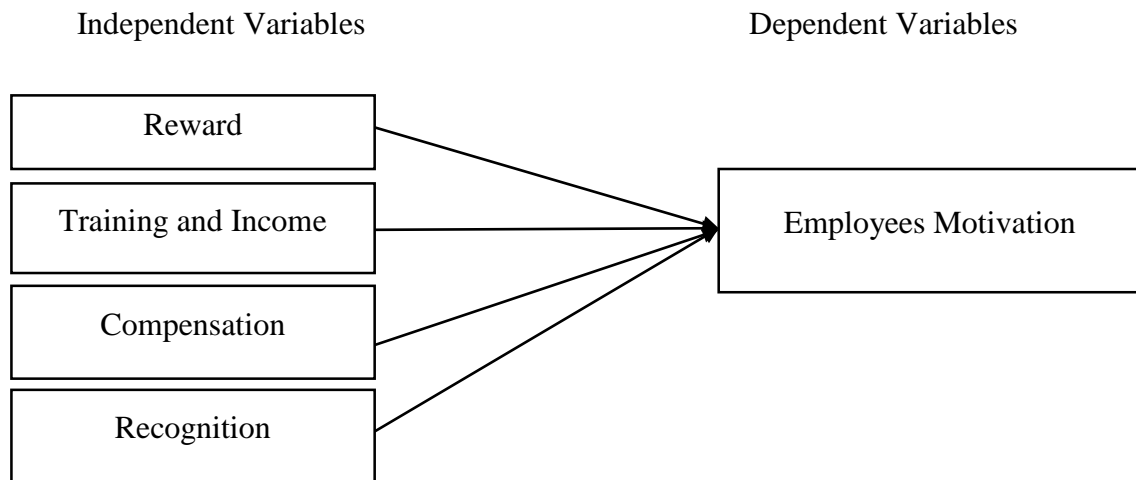 Independent Variables
Dependent Variables
Reward
Training and Income
Compensation
Recognition
Employees Motivation